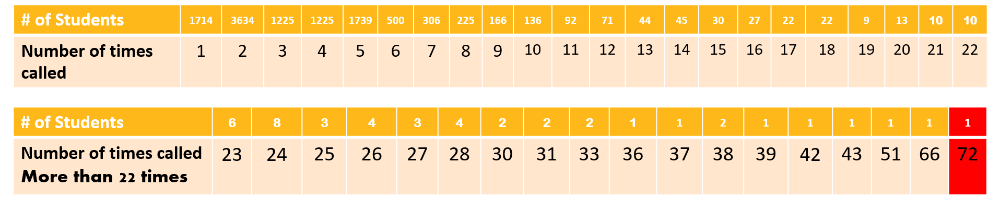 # of Students 1714 3634 1225 1225 1739 500 306 225 166 136 92 71 44 45 30 27 22 22 9 13 10 10
Number of times 1 2 3 4 5 6 7 8 9 10 11 12 13 14 15 16 17 18 19 20 21 22
called
# of Students 6 8 3 4 3 4 2 2 2 1 1 2 1 1 1 1 1 1
Number of times called 23 24 25 26 27 28 30 31 33 36 37 38 39 42 43 51 66 72
More than 22 times